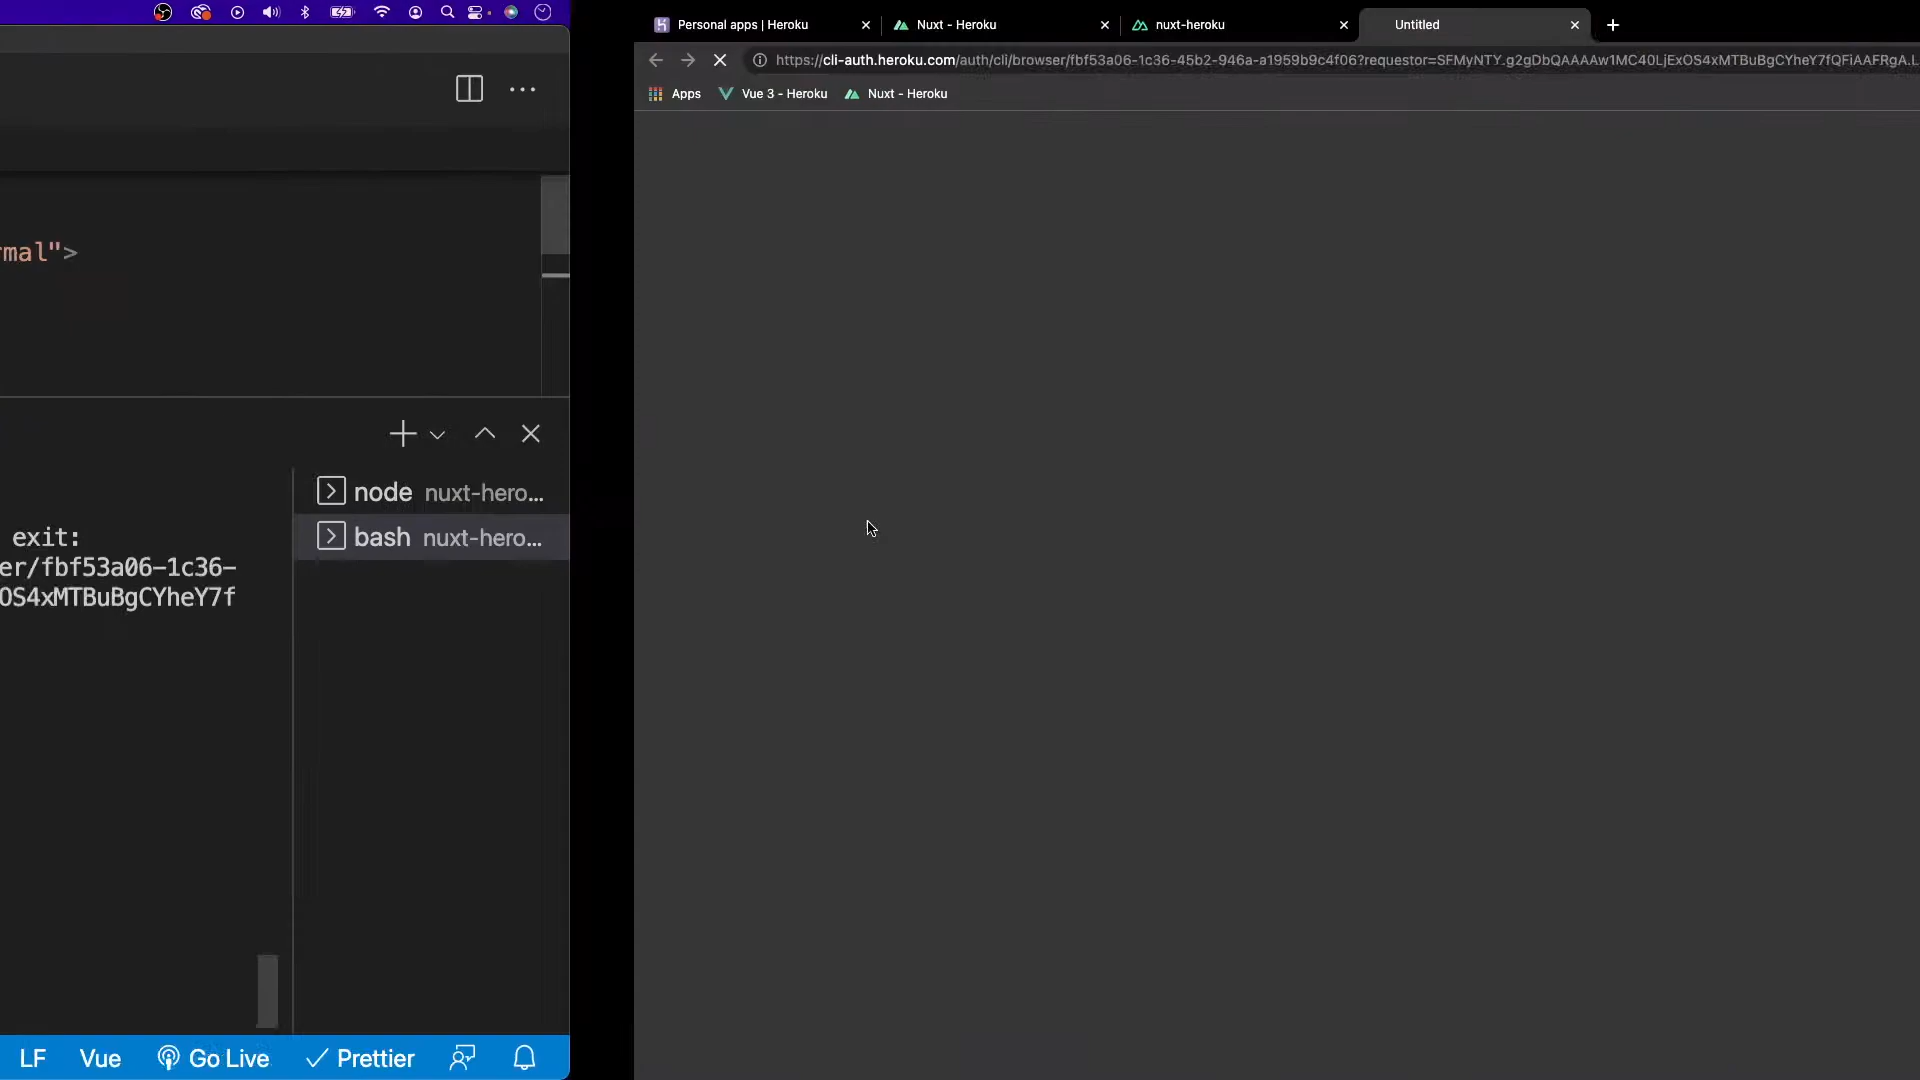 Personal apps | Heroku
Nuxt - Heroku
nuxt-heroku
Untitled
https://cli-auth.heroku.com/auth/cli/browser/fbf53a06-1c36-45b2-946a-a1959b9c4f06?requestor=SFMyNTY.g2gDbQAAAAw1MC40LjExOS4xMTBuBgCYheY7fQFiAAFRgA.L
Apps
Vue 3 - Heroku
Nuxt - Heroku
rmal">
node nuxt-hero...
bash nuxt-hero...
exit:
er/fbf53a06-1c36-
OS4xMTBuBgCYheY7f
LF Vue Go Live Prettier